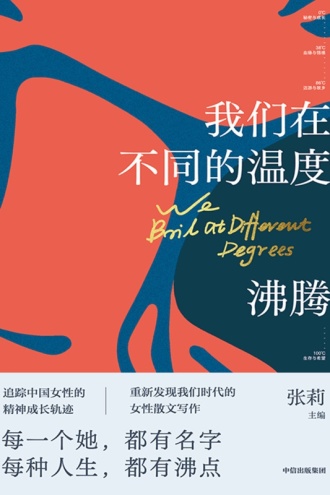 我们在
不同的温度
We
Boil at Different
Degrees
沸腾
100℃
追踪中国女性的
精神成长轨迹
重新发现我们时代的
女性散文写作
张莉
主编
每一个她，都有名字
每种人生，都有沸点
中信出版集团